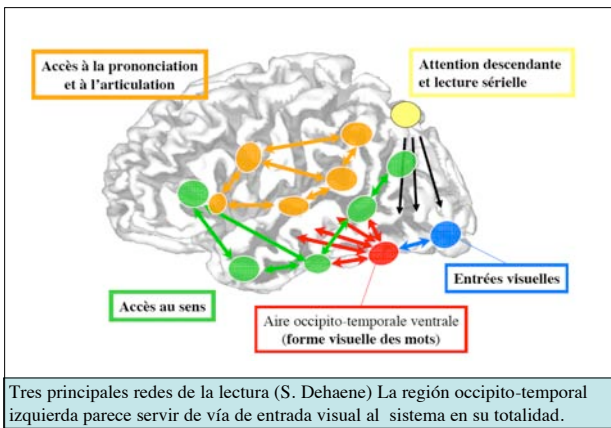 Accès à la prononciation
et à l'articulation
Attention descendante
et lecture sérielle
Entrées visuelles
Accès au sens
Aire occipito-temporale ventrale
(forme visuelle des mots)
Tres principales redes de la lectura (S. Dehaene) La región occipito-temporal
izquierda parece servir de vía de entrada visual al sistema en su totalidad.